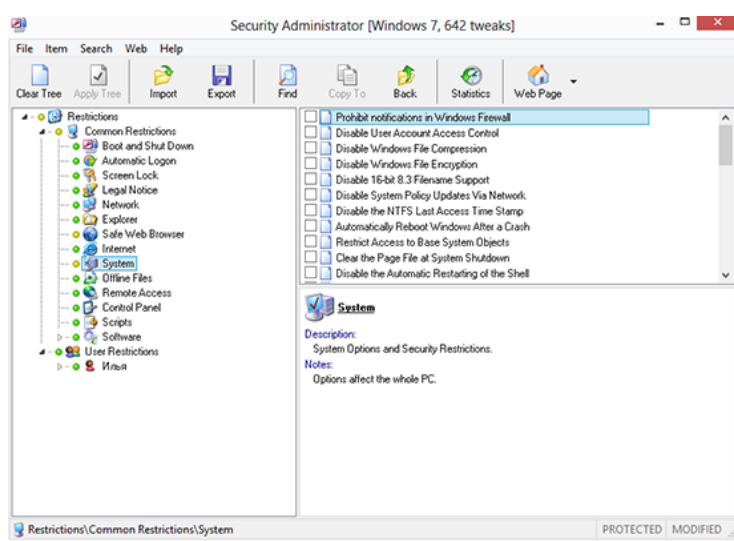 Security Administrator [Windows 7, 642 tweaks]
File Item Search Web Help
Clear Tree Apply Tree Import Export Find Copy To Back Statistics Web Page
Restrictions
Common Restrictions
Boot and Shut Down
Automatic Logon
Screen Lock
Legal Notice
Network
Explorer
Safe Web Browser
Internet
System
Offline Files
Remote Access
Control Panel
Scripts
Software
User Restrictions
Илья
Prohibit notifications in Windows Firewall
Disable User Account Access Control
Disable Windows File Compression
Disable Windows File Encryption
Disable 16-bit 8.3 Filename Support
Disable System Policy Updates Via Network
Disable the NTFS Last Access Time Stamp
Automatically Reboot Windows After a Crash
Restrict Access to Base System Objects
Clear the Page File at System Shutdown
Disable the Automatic Restarting of the Shell
System
Description:
System Options and Security Restrictions.
Notes:
Options affect the whole PC.
Restrictions\Common Restrictions\System PROTECTED MODIFIED